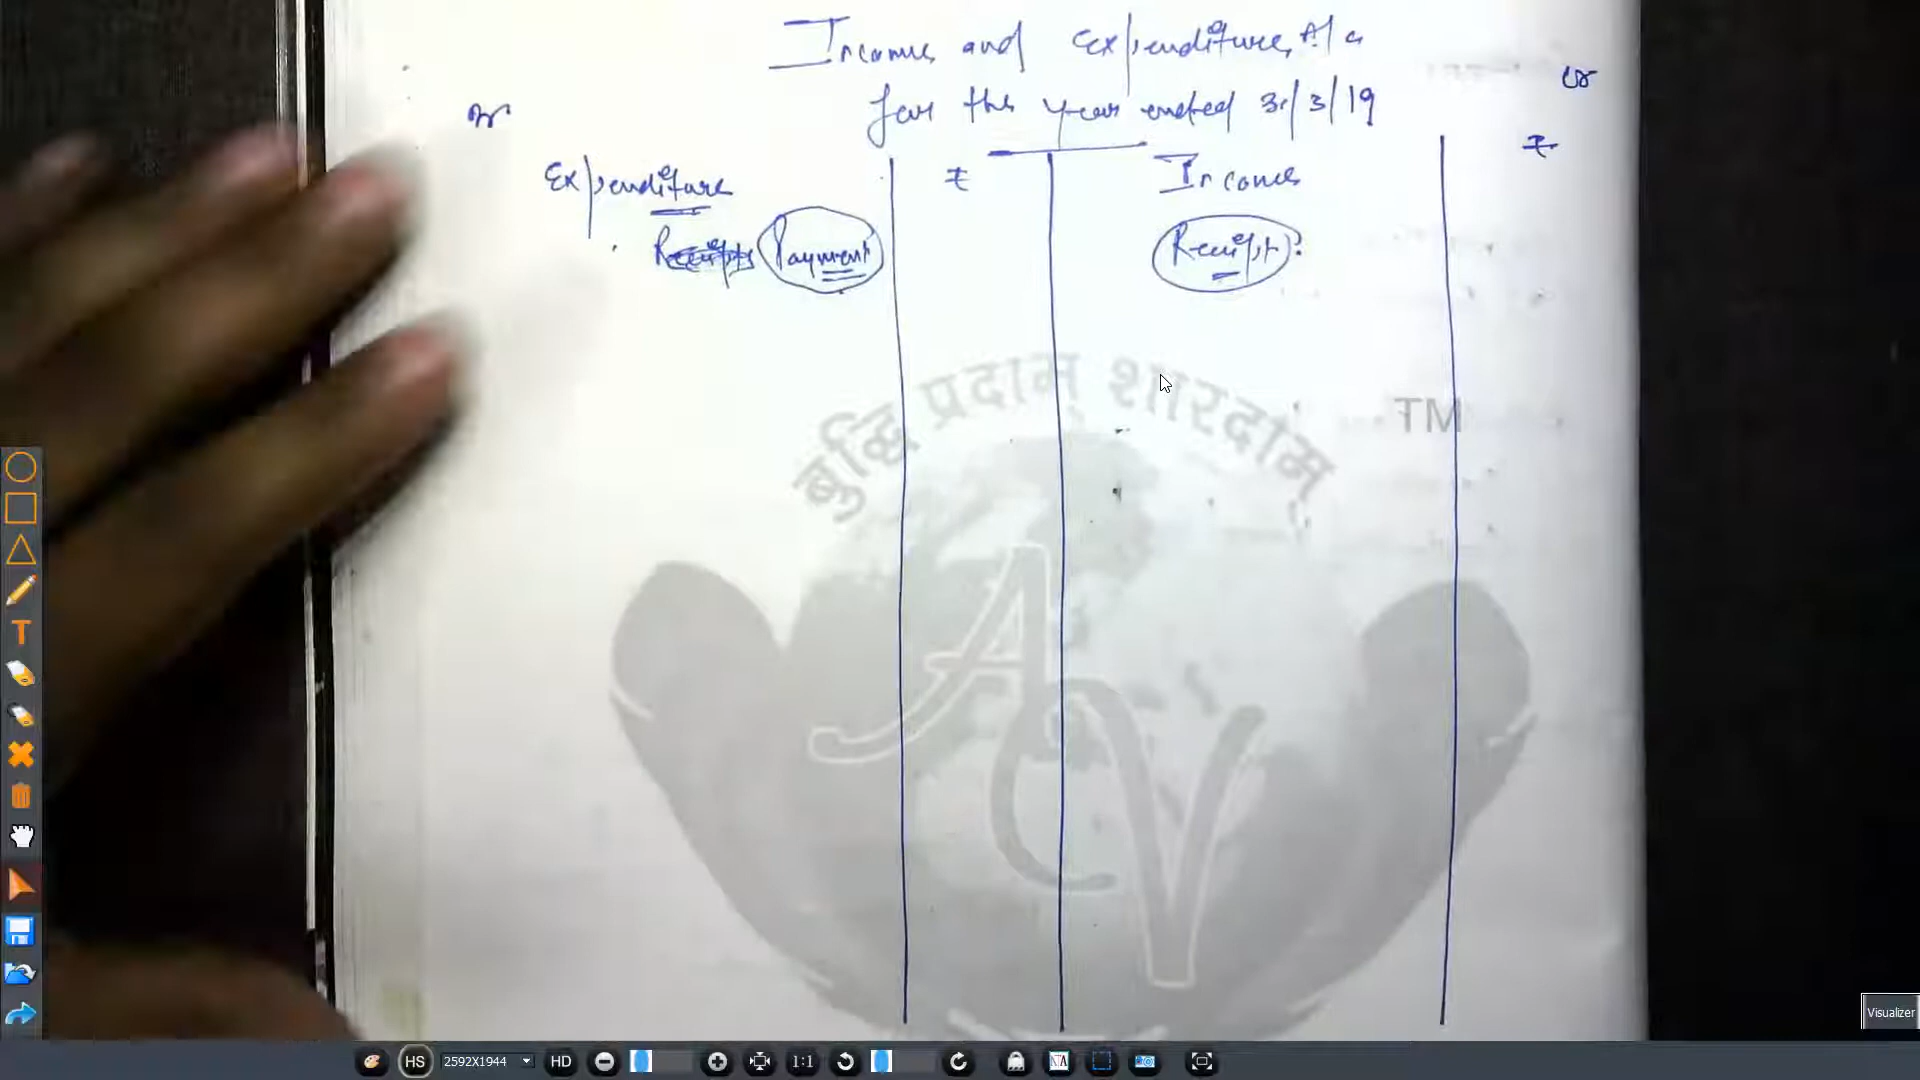 Income and Expenditure A/c
Dr
Cr
for the year ended 31/3/19
₹
Expenditure ₹ Income
Receipts Payment Receipt?
बुद्धि प्रदाम् शारदाम्
TM
ACV
T
Visualizer
HS 2592X1944 HD 1:1